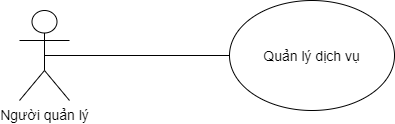 Quản lý dịch vụ
Người quản lý